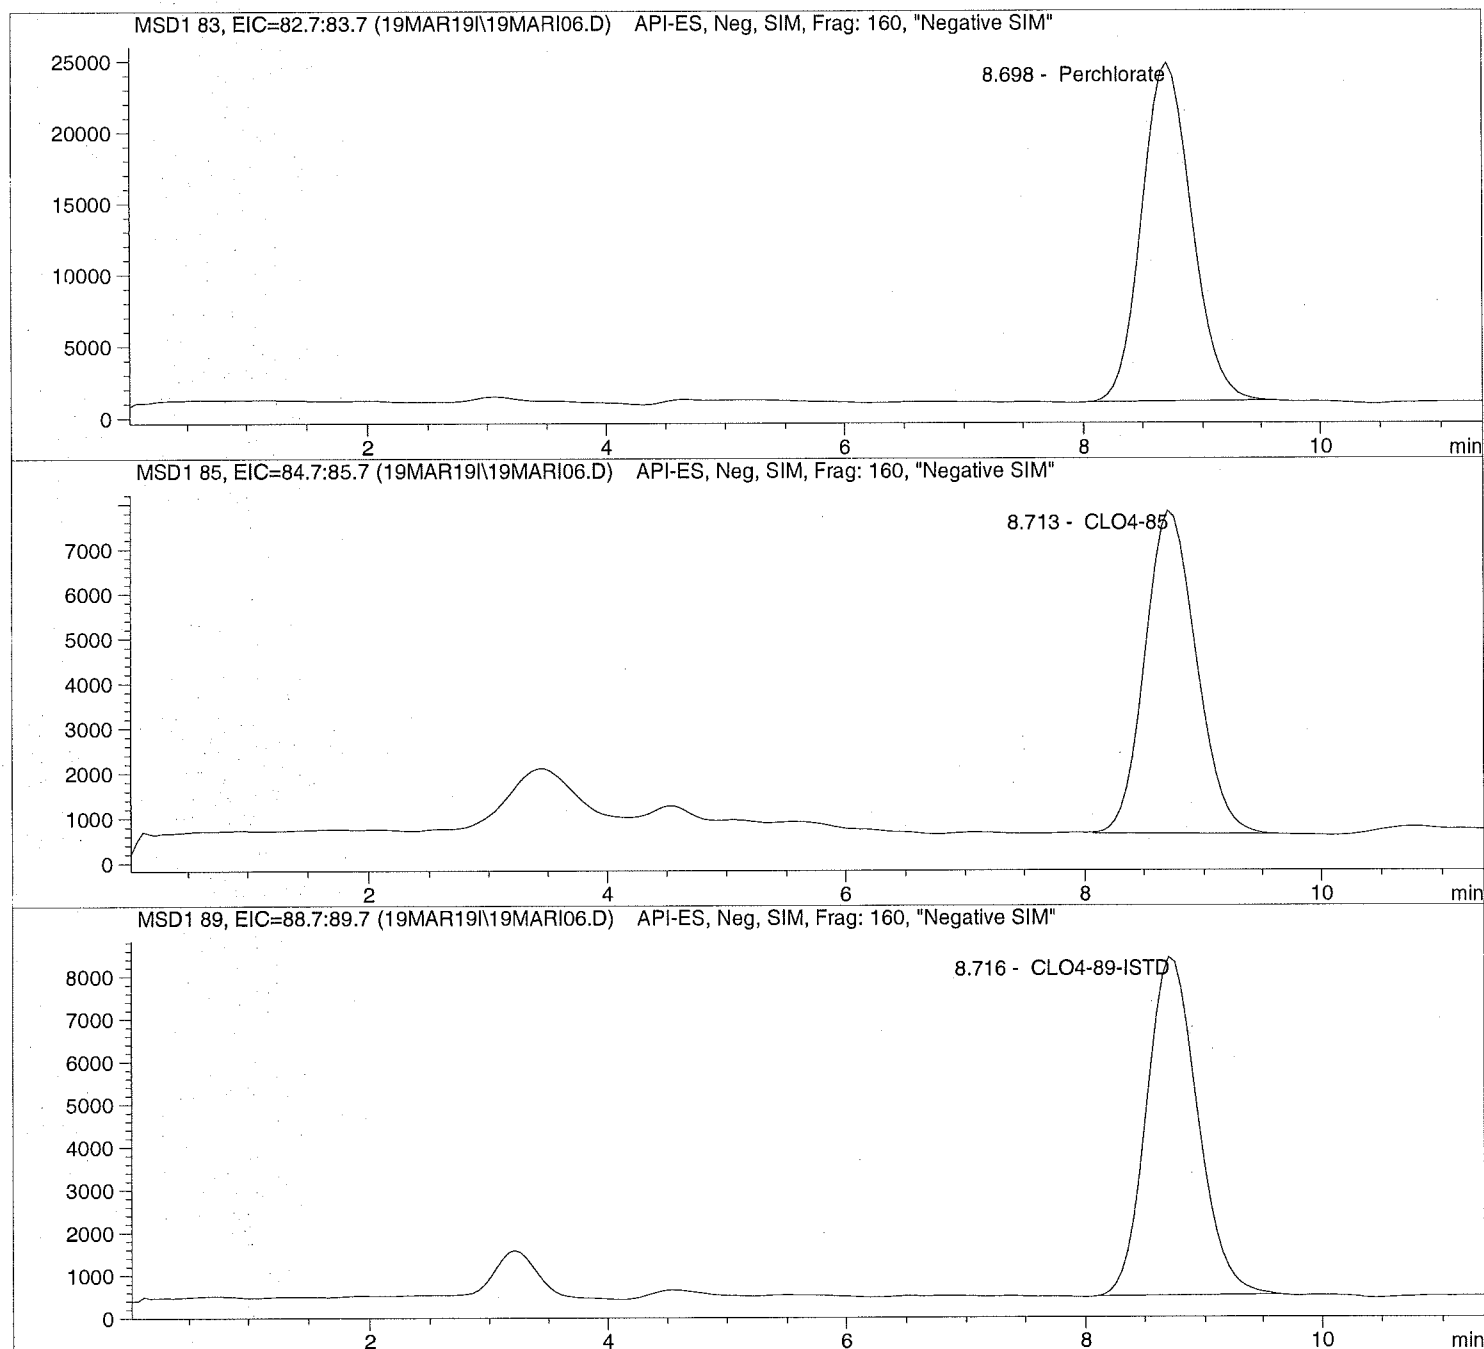 MSD1 83, EIC=82.7:83.7 (19MAR19I\19MARI06.D) API-ES, Neg, SIM, Frag: 160, "Negative SIM"
25000
8.698 - Perchlorate
20000
15000
10000
5000
0
2 4 6 8 10 min
MSD1 85, EIC=84.7:85.7 (19MAR19I\19MARI06.D) API-ES, Neg, SIM, Frag: 160, "Negative SIM"
8.713 - CLO4-85
7000
6000
5000
4000
3000
2000
1000
0
2 4 6 8 10 min
MSD1 89, EIC=88.7:89.7 (19MAR19I\19MARI06.D) API-ES, Neg, SIM, Frag: 160, "Negative SIM"
8.716 - CLO4-89-ISTD
8000
7000
6000
5000
4000
3000
2000
1000
0
2 4 6 8 10 min